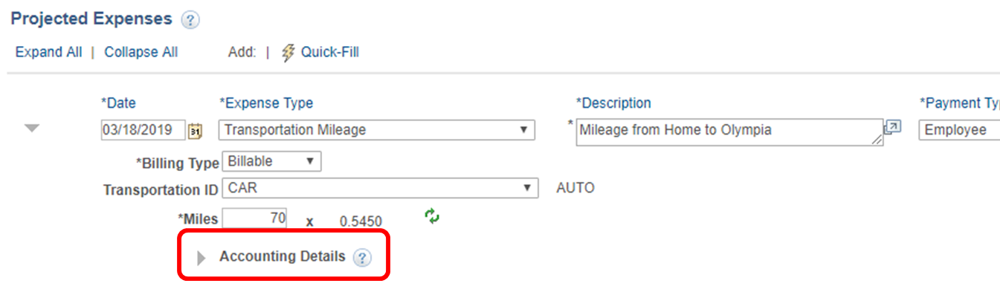 Projected Expenses ?
Expand All | Collapse All Add: | Quick-Fill
*Date *Expense Type *Description *Payment Ty
03/18/2019 31 Transportation Mileage * Mileage from Home to Olympia Employee
*Billing Type Billable
Transportation ID CAR AUTO
*Miles 70 x 0.5450
Accounting Details ?